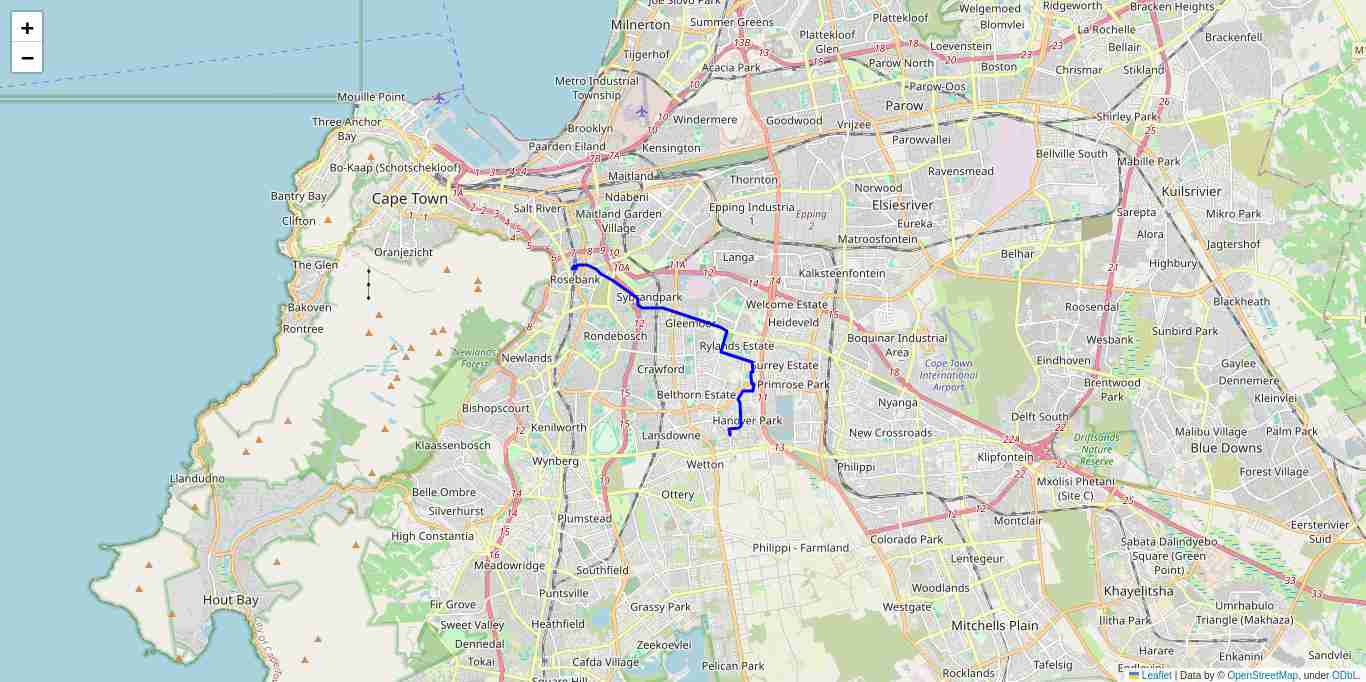 +
−
Joe Slovo Park
Milnerton
Summer Greens
Plattekloof
Welgemoed
Blomvlei
Ridgeworth
Bracken Heights
La Rochelle
Bellair
Brackenfell
Tijgerhof
Plattekloof
Glen
Loevenstein
Parow North
Boston
Chrismar
Stikland
Acacia Park
Metro Industrial
Township
Parow-Oos
Parow
Mouille Point
Three Anchor
Bay
Windermere
Goodwood
Vrijzee
Shirley Park
Brooklyn
Paarden Eiland
Kensington
Parowvallei
Bellville South
Mabille Park
Bo-Kaap (Schotschekloof)
Maitland
Thornton
Ravensmead
Bantry Bay
Cape Town
Ndabeni
Norwood
Elsiesriver
Kuilsrivier
Clifton
Salt River
Maitland Garden
Village
Epping Industria
1
Epping
2
Eureka
Sarepta
Mikro Park
Oranjezicht
Matroosfontein
Alora
Jagtershof
The Glen
Langa
Belhar
Highbury
Rosebank
Kalksteenfontein
Bakoven
Sybrandpark
Welcome Estate
Roosendal
Blackheath
Rontree
Rondebosch
Gleemoor
Heideveld
Boquinar Industrial
Area
Wesbank
Sunbird Park
Newlands
Forest
Newlands
Rylands Estate
Surrey Estate
Cape Town
International
Airport
Eindhoven
Gaylee
Crawford
Primrose Park
Brentwood
Park
Dennemere
Bishopscourt
Belthorn Estate
Nyanga
Kleinvlei
Kenilworth
Hanover Park
Delft South
Klaassenbosch
Lansdowne
New Crossroads
Driftsands
Nature
Reserve
Malibu Village
Palm Park
Blue Downs
Wynberg
Wetton
Philippi
Klipfontein
Forest Village
Llandudno
Belle Ombre
Ottery
Mxolisi Phetani
(Site C)
Silverhurst
Plumstead
Montclair
Eersterivier
Suid
High Constantia
Philippi - Farmland
Colorado Park
Sabata Dalindyebo
Square (Green
Point)
Meadowridge
Southfield
Lentegeur
Hout Bay
Puntsville
Woodlands
Khayelitsha
Fir Grove
Grassy Park
Westgate
Umrhabulo
Triangle (Makhaza)
Sweet Valley
Heathfield
Mitchells Plain
Ilitha Park
Dennedal
Zeekoevlei
Harare
Tokai
Cafda Village
Pelican Park
Tafelsig
Enkanini
Sandvlei
Square Hill
Rocklands
Leaflet | Data by © OpenStreetMap, under ODbL.